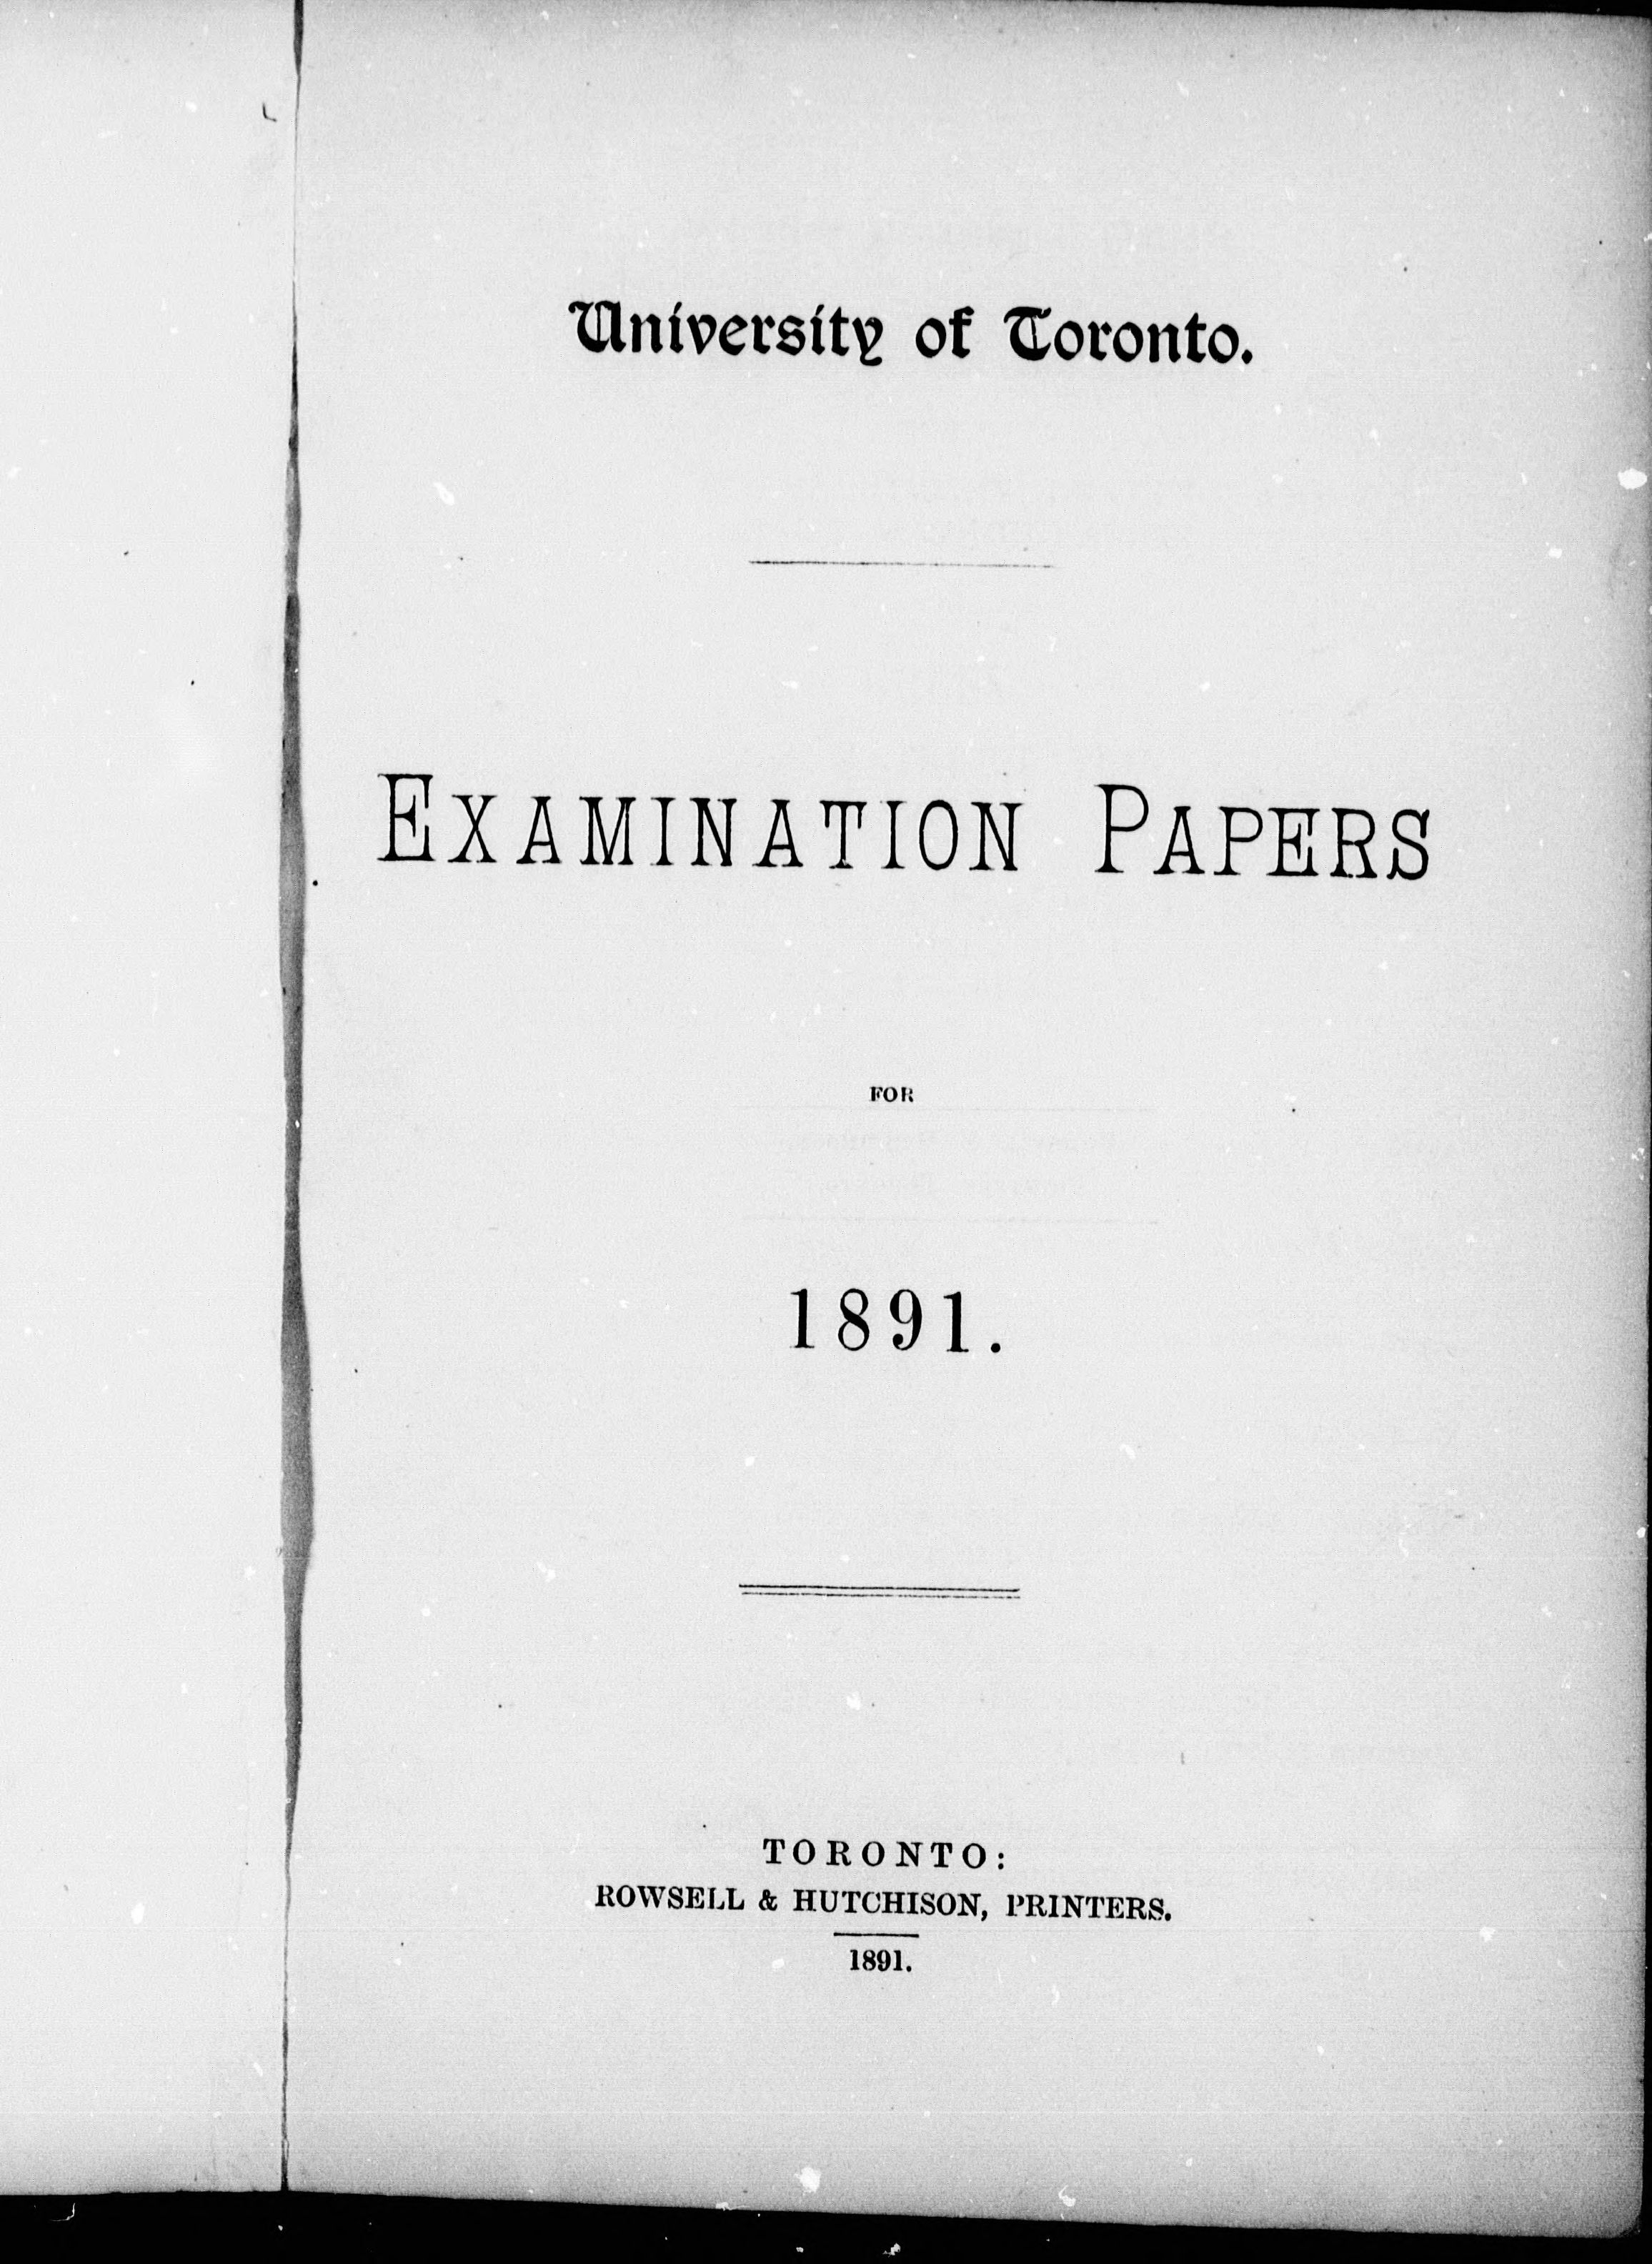 University of Toronto.
EXAMINATION PAPERS
FOR
1891.
TORONTO:
ROWSELL & HUTCHISON, PRINTERS.
1891.